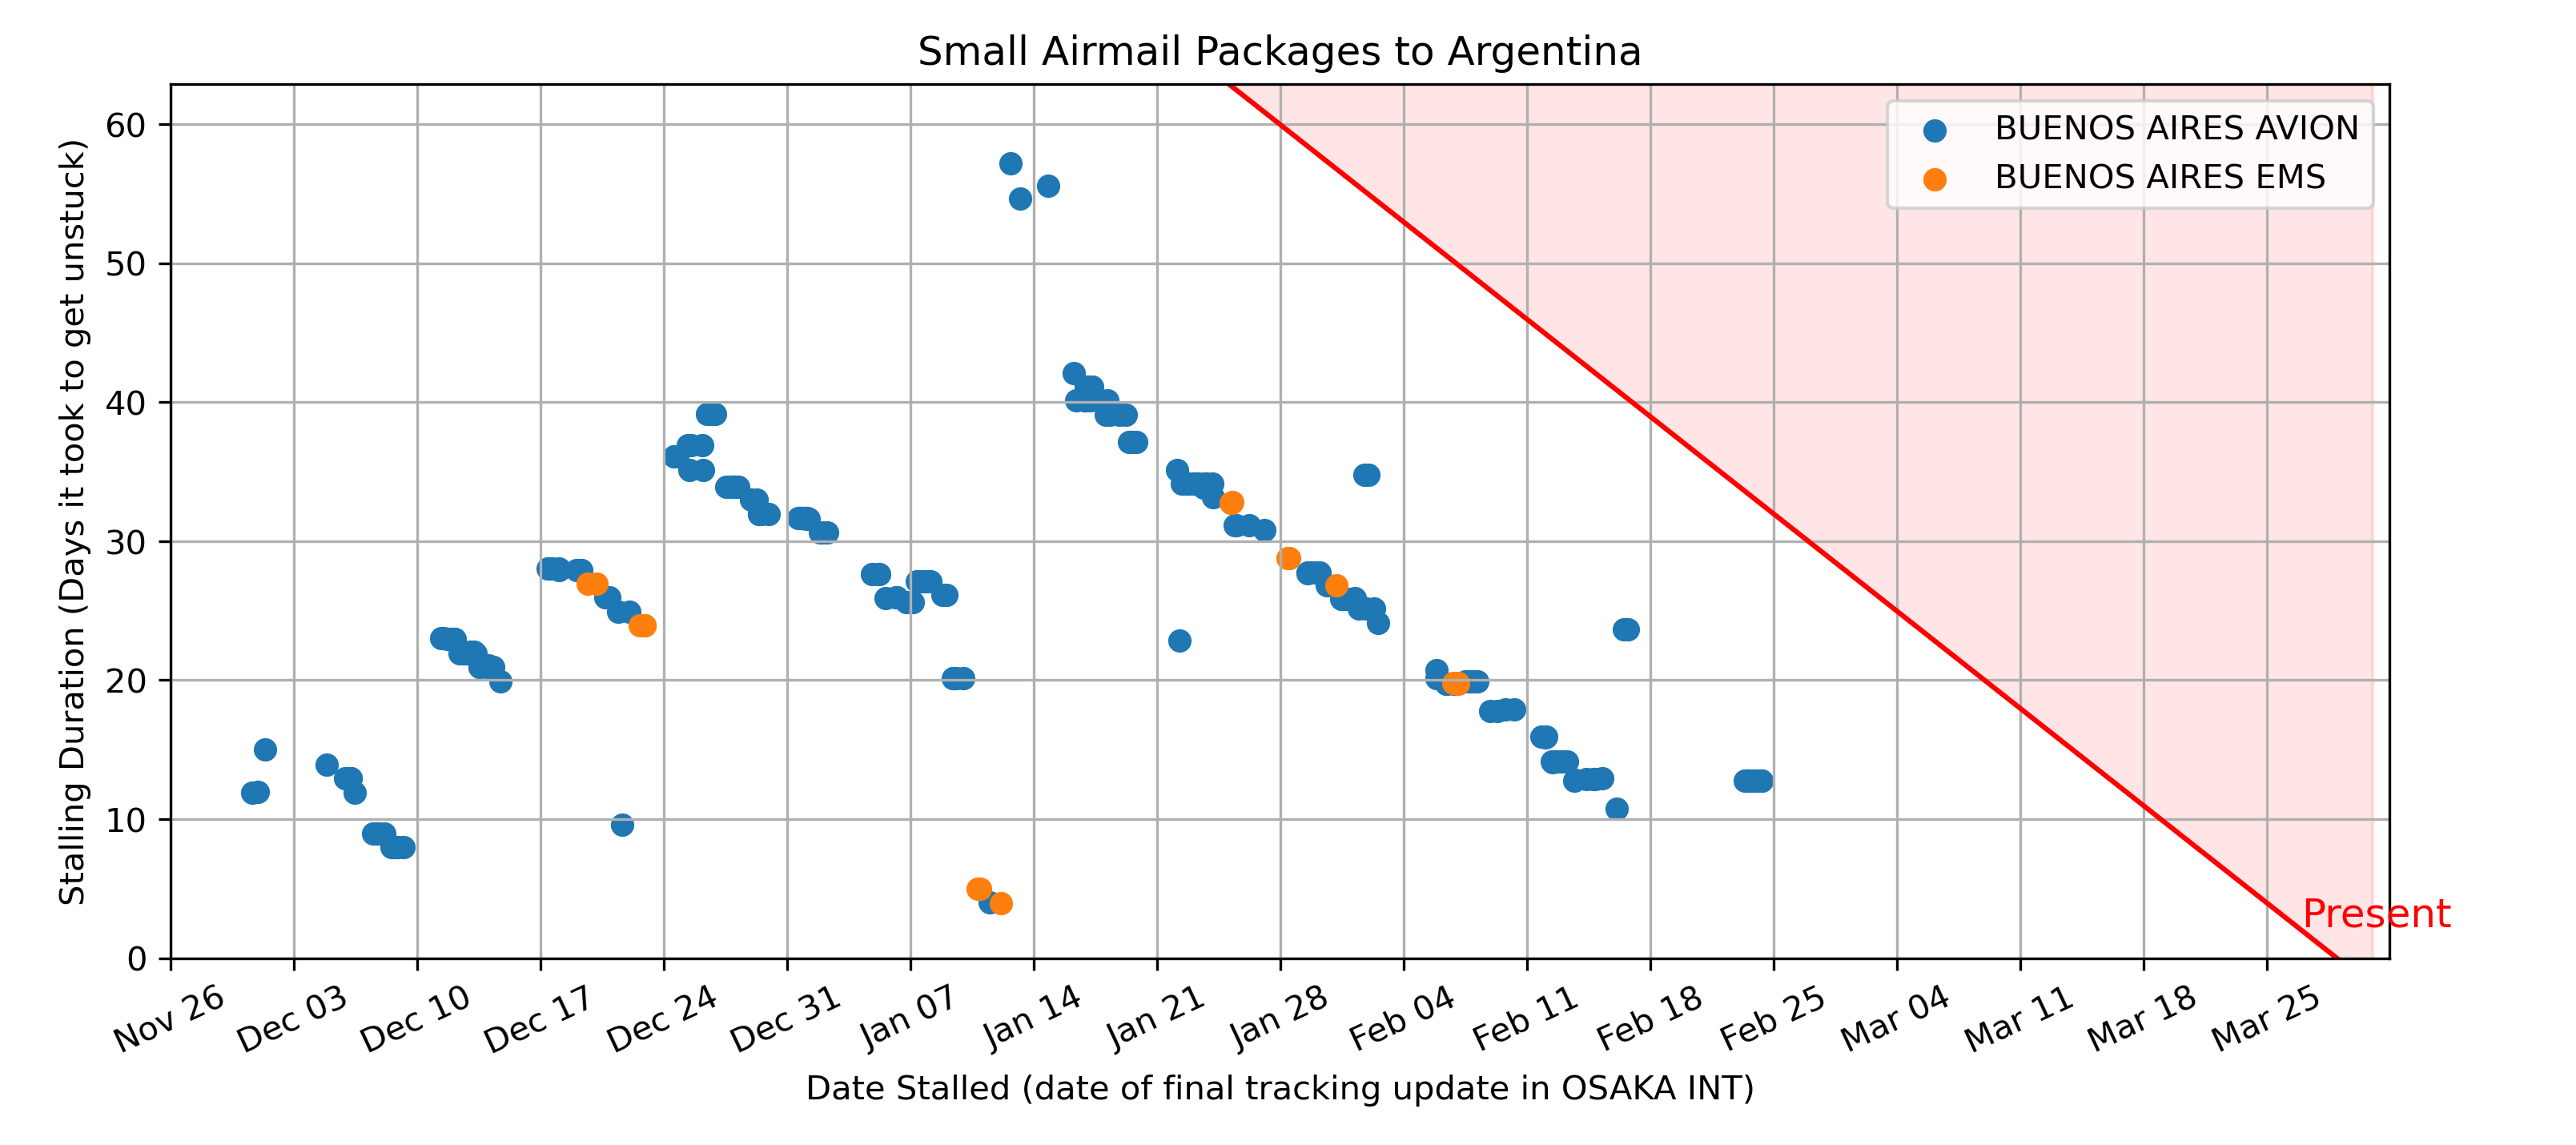 Small Airmail Packages to Argentina
BUENOS AIRES AVION
BUENOS AIRES EMS
Stalling Duration (Days it took to get unstuck)
60
50
40
30
20
10
0
Present
Nov 26
Dec 03
Dec 10
Dec 17
Dec 24
Dec 31
Jan 07
Jan 14
Jan 21
Jan 28
Feb 04
Feb 11
Feb 18
Feb 25
Mar 04
Mar 11
Mar 18
Mar 25
Date Stalled (date of final tracking update in OSAKA INT)